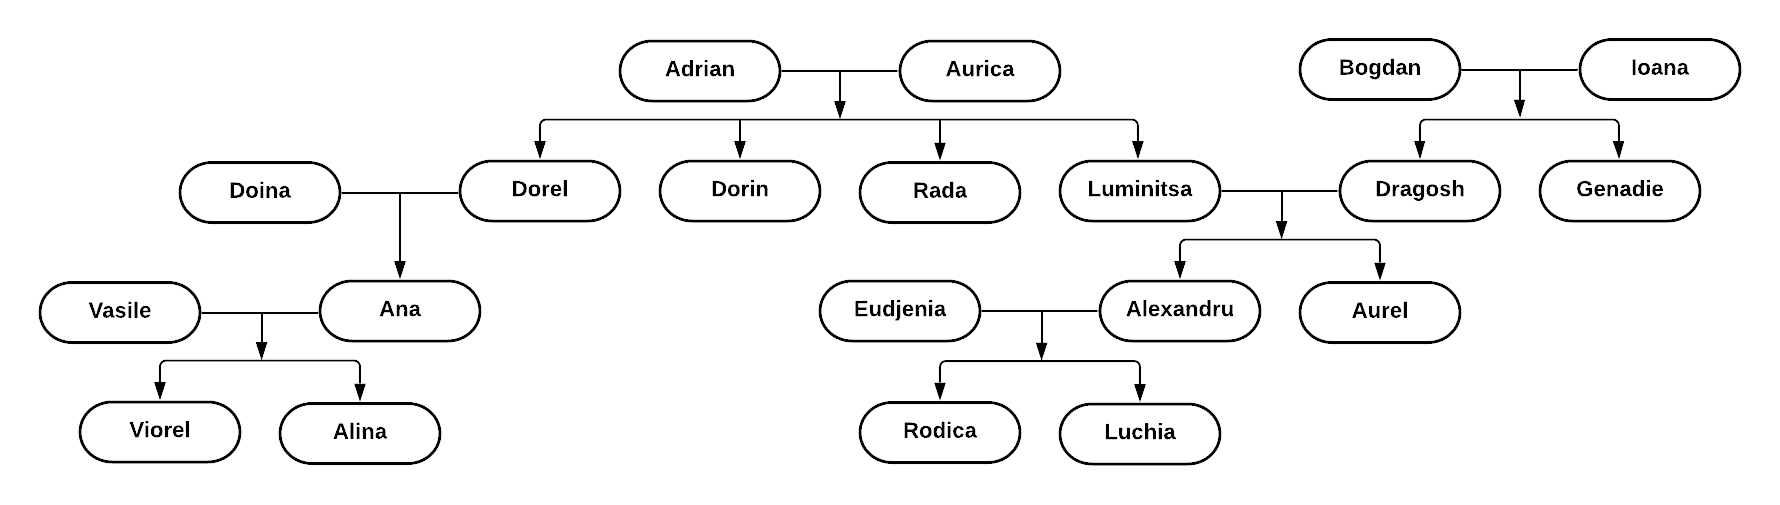 Adrian
Aurica
Bogdan
Ioana
Doina
Dorel
Dorin
Rada
Luminitsa
Dragosh
Genadie
Vasile
Ana
Eudjenia
Alexandru
Aurel
Viorel
Alina
Rodica
Luchia